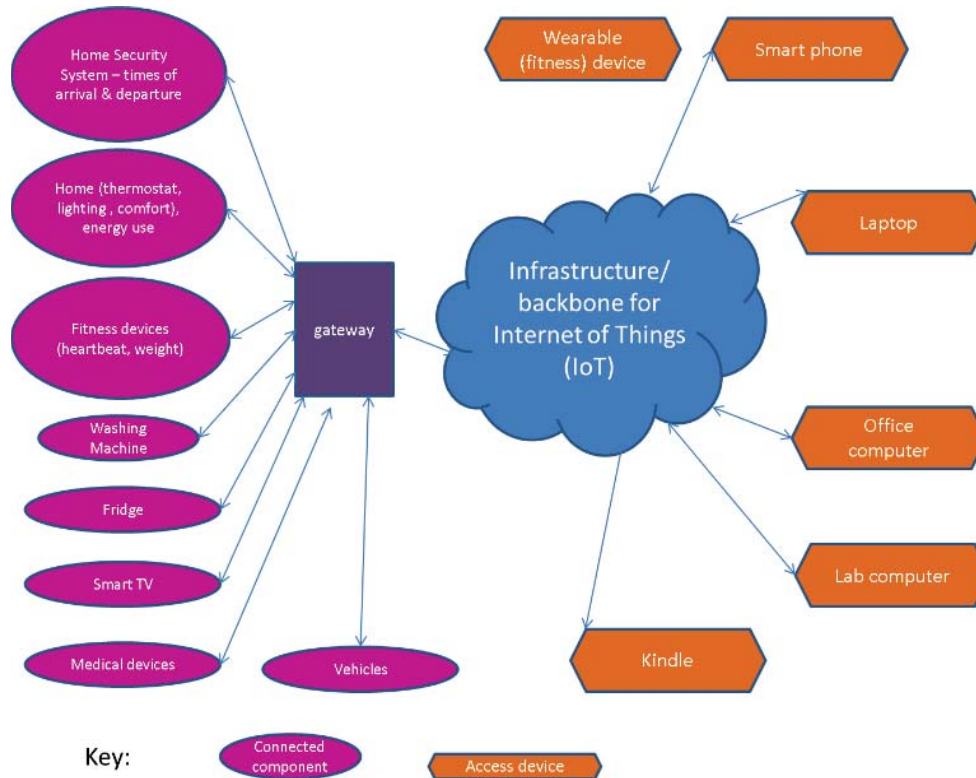 Home Security
System – times of
arrival & departure
Wearable
(fitness) device
Smart phone
Home (thermostat,
lighting , comfort),
energy use
Laptop
Infrastructure/
backbone for
Internet of Things
(IoT)
gateway
Fitness devices
(heartbeat, weight)
Washing
Machine
Office
computer
Fridge
Smart TV
Lab computer
Medical devices
Vehicles
Kindle
Key:
Connected
component
Access device